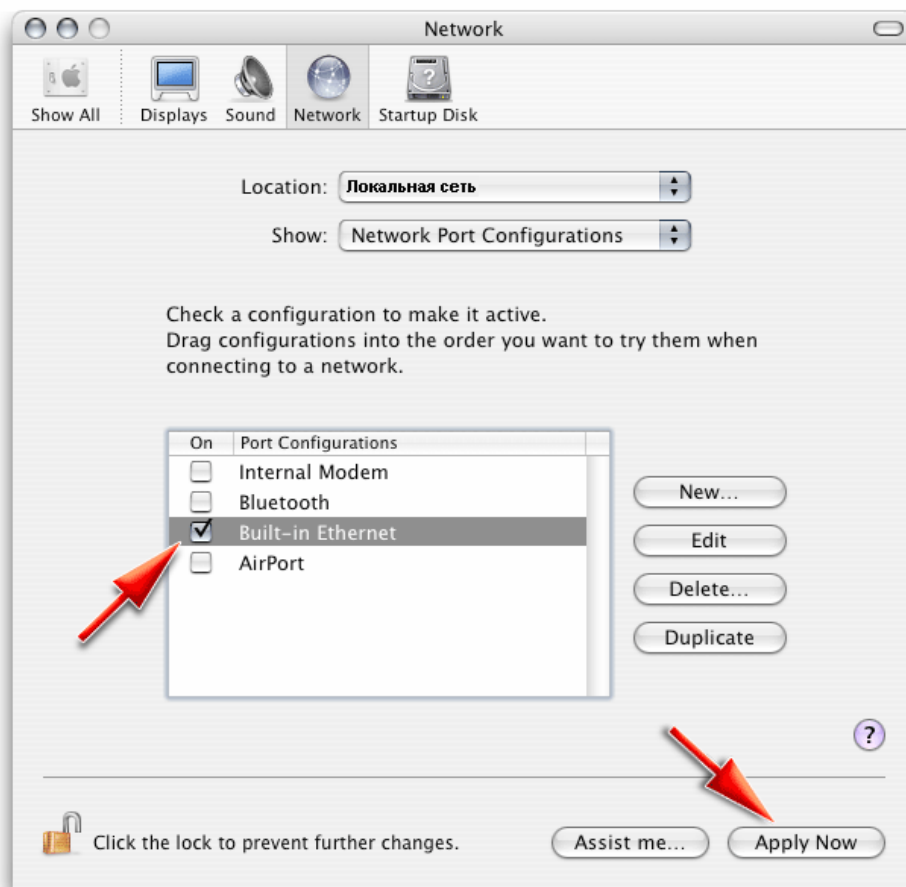 Network
Show All
Displays
Sound
Network
Startup Disk
Location: Локальная сеть
Show: Network Port Configurations
Check a configuration to make it active.
Drag configurations into the order you want to try them when
connecting to a network.
On Port Configurations
Internal Modem
Bluetooth
Built-in Ethernet
AirPort
New...
Edit
Delete...
Duplicate
?
Click the lock to prevent further changes.
Assist me...
Apply Now